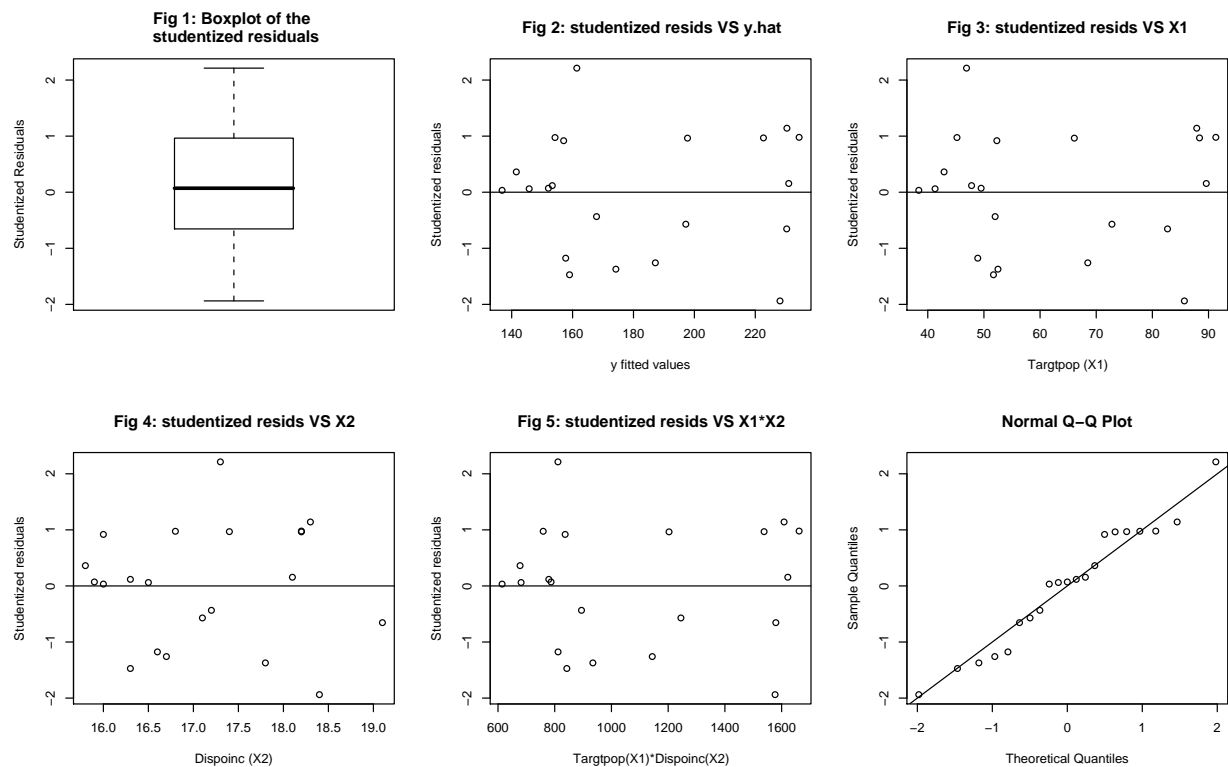 Fig 1: Boxplot of the
studentized residuals
Studentized Residuals
−2 −1 0 1 2
Fig 2: studentized resids VS y.hat
Studentized residuals
−2 −1 0 1 2
140 160 180 200 220
y fitted values
Fig 3: studentized resids VS X1
Studentized residuals
−2 −1 0 1 2
40 50 60 70 80 90
Targtpop (X1)
Fig 4: studentized resids VS X2
Studentized residuals
−2 −1 0 1 2
16.0 16.5 17.0 17.5 18.0 18.5 19.0
Dispoinc (X2)
Fig 5: studentized resids VS X1*X2
Studentized residuals
−2 −1 0 1 2
600 800 1000 1200 1400 1600
Targtpop(X1)*Dispoinc(X2)
Normal Q−Q Plot
Sample Quantiles
−2 −1 0 1 2
−2 −1 0 1 2
Theoretical Quantiles